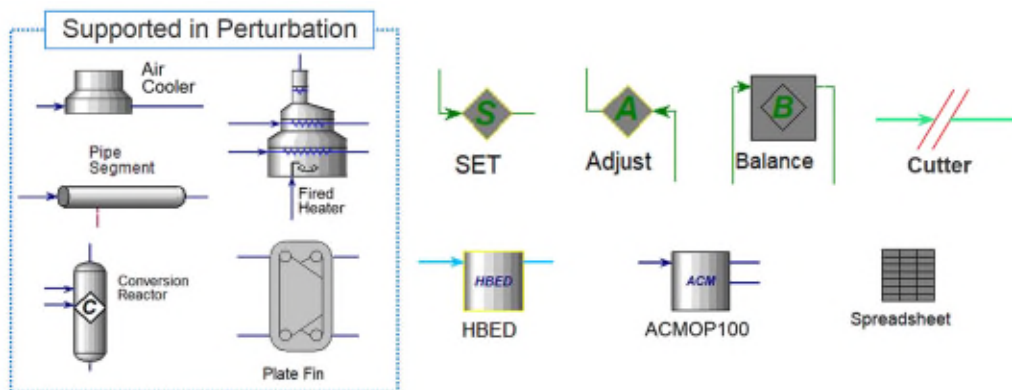 Supported in Perturbation
Air
Cooler
Pipe
Segment
Fired
Heater
C
Conversion
Reactor
Plate Fin
S
SET
A
Adjust
B
Balance
Cutter
HBED
HBED
ACM
ACMOP100
Spreadsheet